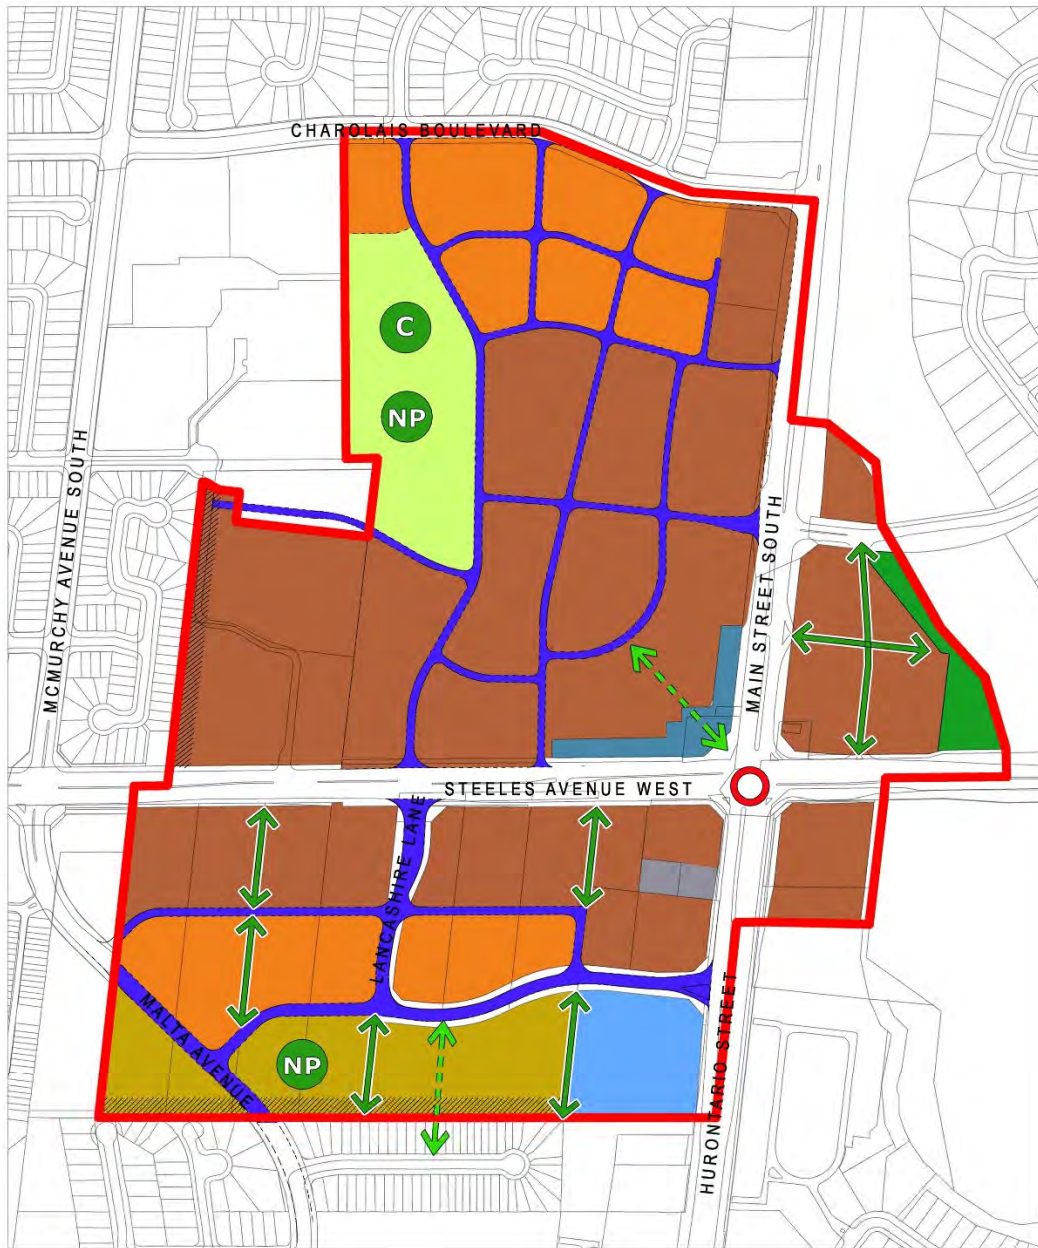 CHAROLAIS BOULEVARD
C
NP
MCMURCHY AVENUE SOUTH
MAIN STREET SOUTH
STEELES AVENUE WEST
LANCASHIRE LANE
MALTA AVENUE
NP
HURONTARIO STREET